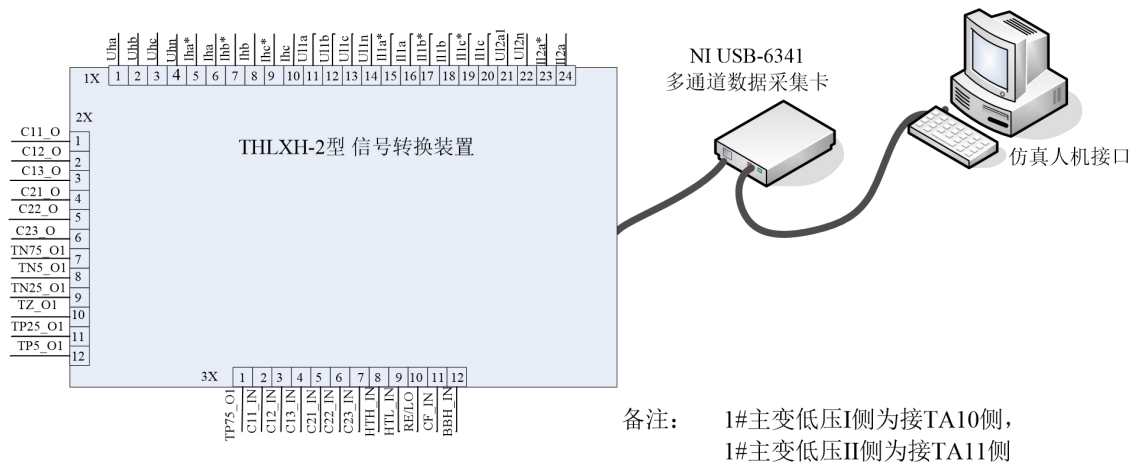 Uha Uhb Uhc Uhn Iha* Iha Ihb* Ihb Ihc* Ihc Ul1a Ul1b Ul1c Ul1n Il1a* Il1a Il1b* Il1b Il1c* Il1c Ul2al Ul2n Il2a* Il2a
1X 1 2 3 4 5 6 7 8 9 10 11 12 13 14 15 16 17 18 19 20 21 22 23 24
NI USB-6341
多通道数据采集卡
仿真人机接口
THLXH-2型 信号转换装置
2X
C11_O 1
C12_O 2
C13_O 3
C21_O 4
C22_O 5
C23_O 6
TN75_O1 7
TN5_O1 8
TN25_O1 9
TZ_O1 10
TP25_O1 11
TP5_O1 12
3X 1 2 3 4 5 6 7 8 9 10 11 12
TP75_O1 C11_IN C12_IN C13_IN C21_IN C22_IN C23_IN HTH_IN HTL_IN RE/LO CF_IN BBH_IN
备注： 1#主变低压I侧为接TA10侧，
1#主变低压II侧为接TA11侧